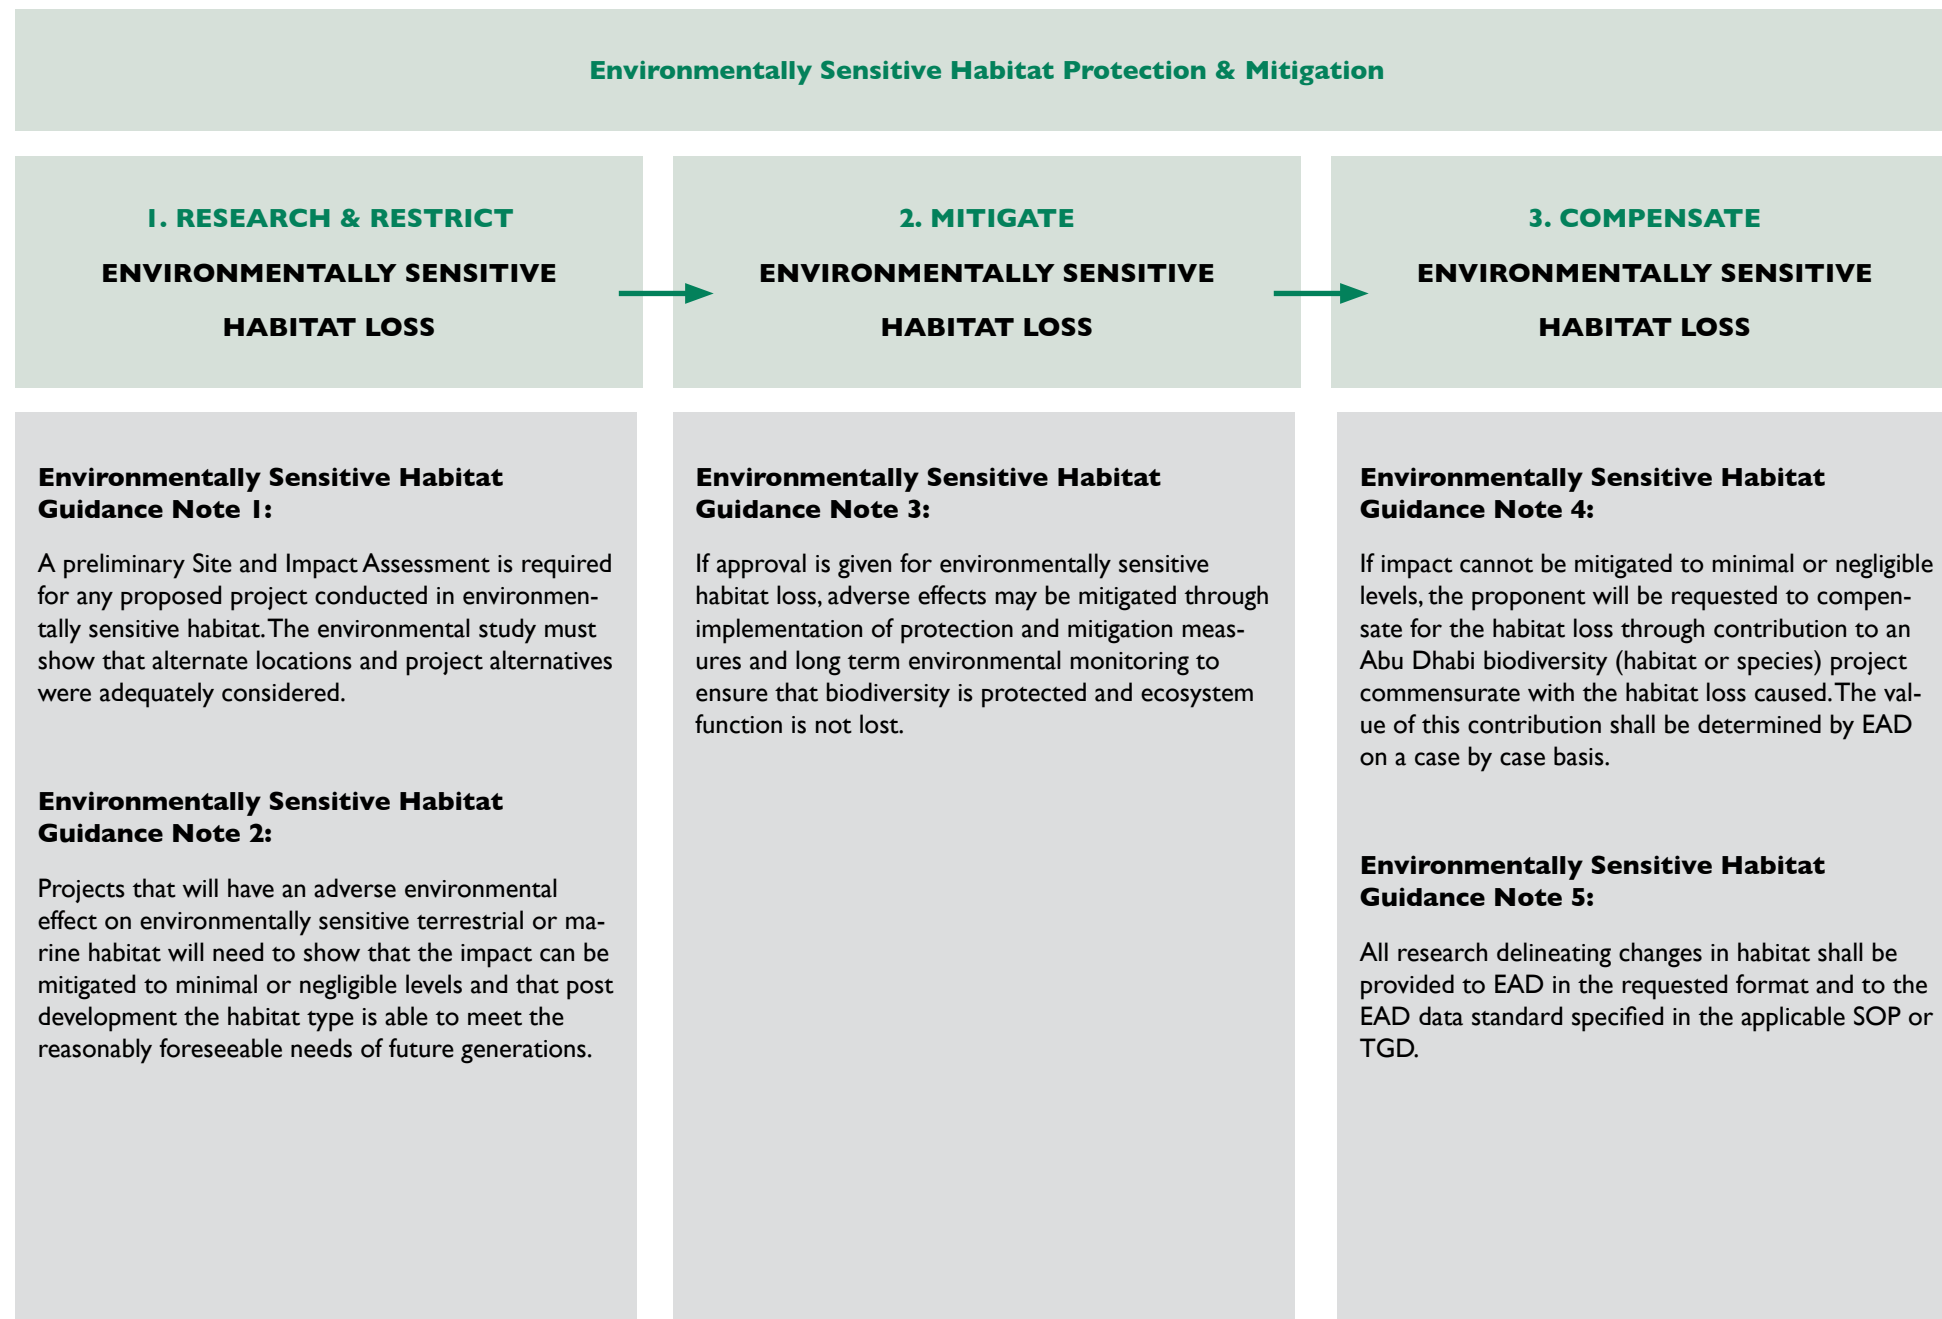 Environmentally Sensitive Habitat Protection & Mitigation
1. RESEARCH & RESTRICT
ENVIRONMENTALLY SENSITIVE
HABITAT LOSS
2. MITIGATE
ENVIRONMENTALLY SENSITIVE
HABITAT LOSS
3. COMPENSATE
ENVIRONMENTALLY SENSITIVE
HABITAT LOSS
Environmentally Sensitive Habitat
Guidance Note 1:
A preliminary Site and Impact Assessment is required
for any proposed project conducted in environmen-
tally sensitive habitat. The environmental study must
show that alternate locations and project alternatives
were adequately considered.
Environmentally Sensitive Habitat
Guidance Note 2:
Projects that will have an adverse environmental
effect on environmentally sensitive terrestrial or ma-
rine habitat will need to show that the impact can be
mitigated to minimal or negligible levels and that post
development the habitat type is able to meet the
reasonably foreseeable needs of future generations.
Environmentally Sensitive Habitat
Guidance Note 3:
If approval is given for environmentally sensitive
habitat loss, adverse effects may be mitigated through
implementation of protection and mitigation meas-
ures and long term environmental monitoring to
ensure that biodiversity is protected and ecosystem
function is not lost.
Environmentally Sensitive Habitat
Guidance Note 4:
If impact cannot be mitigated to minimal or negligible
levels, the proponent will be requested to compen-
sate for the habitat loss through contribution to an
Abu Dhabi biodiversity (habitat or species) project
commensurate with the habitat loss caused. The val-
ue of this contribution shall be determined by EAD
on a case by case basis.
Environmentally Sensitive Habitat
Guidance Note 5:
All research delineating changes in habitat shall be
provided to EAD in the requested format and to the
EAD data standard specified in the applicable SOP or
TGD.